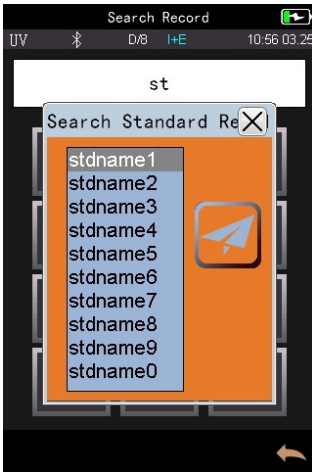 Search Record
UV D/8 I+E 10:56 03.25
st
Search Standard Re
stdname1
stdname2
stdname3
stdname4
stdname5
stdname6
stdname7
stdname8
stdname9
stdname0